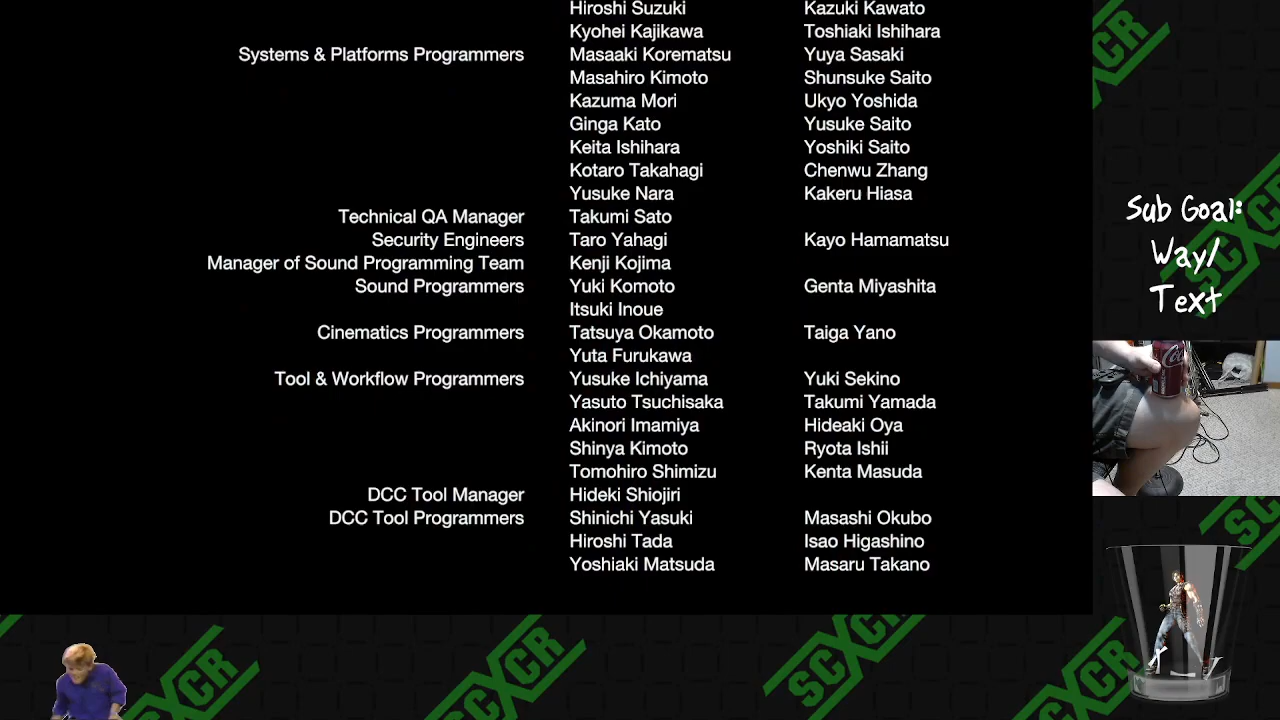 Hiroshi Suzuki Kazuki Kawato
Kyohei Kajikawa Toshiaki Ishihara
Systems & Platforms Programmers Masaaki Korematsu Yuya Sasaki
Masahiro Kimoto Shunsuke Saito
Kazuma Mori Ukyo Yoshida
Ginga Kato Yusuke Saito
Keita Ishihara Yoshiki Saito
Kotaro Takahagi Chenwu Zhang
Yusuke Nara Kakeru Hiasa
Technical QA Manager Takumi Sato
Security Engineers Taro Yahagi Kayo Hamamatsu
Manager of Sound Programming Team Kenji Kojima
Sound Programmers Yuki Komoto Genta Miyashita
Itsuki Inoue
Cinematics Programmers Tatsuya Okamoto Taiga Yano
Yuta Furukawa
Tool & Workflow Programmers Yusuke Ichiyama Yuki Sekino
Yasuto Tsuchisaka Takumi Yamada
Akinori Imamiya Hideaki Oya
Shinya Kimoto Ryota Ishii
Tomohiro Shimizu Kenta Masuda
DCC Tool Manager Hideki Shiojiri
DCC Tool Programmers Shinichi Yasuki Masashi Okubo
Hiroshi Tada Isao Higashino
Yoshiaki Matsuda Masaru Takano
Sub Goal:
Way/
Text
SCXCR
SCXCR
SCXCR
SCXCR
SCXCR